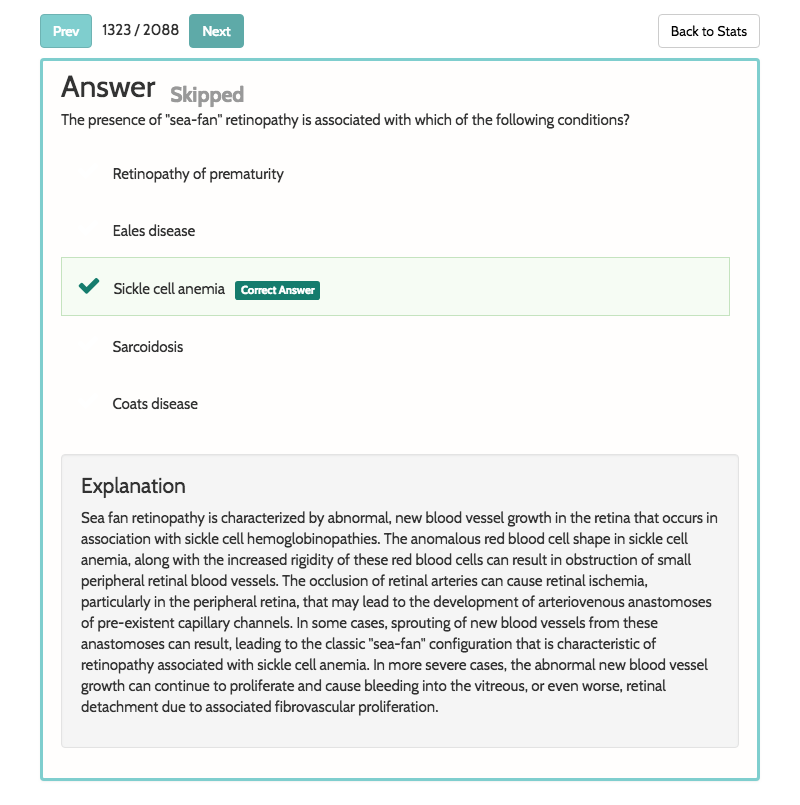 Prev 1323 / 2088 Next Back to Stats
Answer Skipped
The presence of "sea-fan" retinopathy is associated with which of the following conditions?
Retinopathy of prematurity
Eales disease
Sickle cell anemia Correct Answer
Sarcoidosis
Coats disease
Explanation
Sea fan retinopathy is characterized by abnormal, new blood vessel growth in the retina that occurs in
association with sickle cell hemoglobinopathies. The anomalous red blood cell shape in sickle cell
anemia, along with the increased rigidity of these red blood cells can result in obstruction of small
peripheral retinal blood vessels. The occlusion of retinal arteries can cause retinal ischemia,
particularly in the peripheral retina, that may lead to the development of arteriovenous anastomoses
of pre-existent capillary channels. In some cases, sprouting of new blood vessels from these
anastomoses can result, leading to the classic "sea-fan" configuration that is characteristic of
retinopathy associated with sickle cell anemia. In more severe cases, the abnormal new blood vessel
growth can continue to proliferate and cause bleeding into the vitreous, or even worse, retinal
detachment due to associated fibrovascular proliferation.